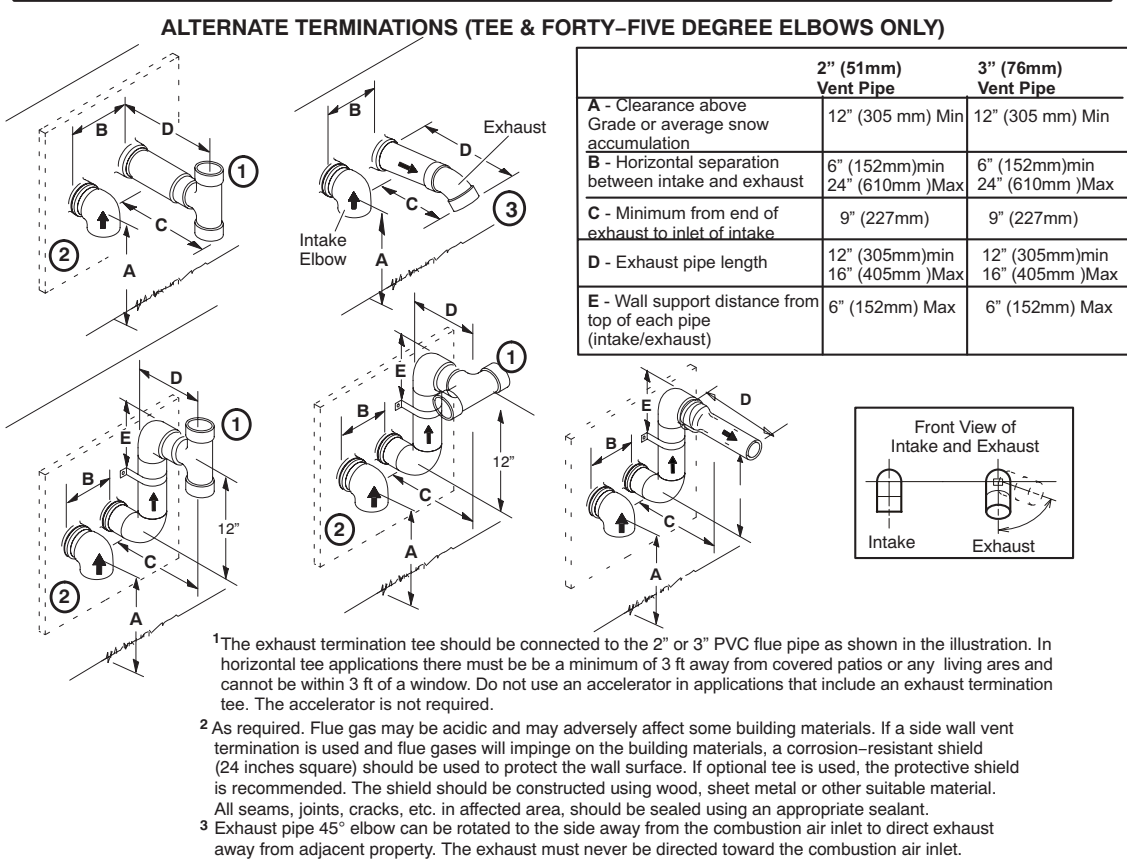 ALTERNATE TERMINATIONS (TEE & FORTY–FIVE DEGREE ELBOWS ONLY)
B
D
1
C
2
A
B
D
Exhaust
C
3
Intake
Elbow
A
2” (51mm)
Vent Pipe
3” (76mm)
Vent Pipe
A - Clearance above
Grade or average snow
accumulation
12” (305 mm) Min
12” (305 mm) Min
B - Horizontal separation
between intake and exhaust
6” (152mm)min
24” (610mm )Max
6” (152mm)min
24” (610mm )Max
C - Minimum from end of
exhaust to inlet of intake
9” (227mm)
9” (227mm)
D - Exhaust pipe length
12” (305mm)min
16” (405mm )Max
12” (305mm)min
16” (405mm )Max
E - Wall support distance from
top of each pipe
(intake/exhaust)
6” (152mm) Max
6” (152mm) Max
D
1
E
B
12”
C
2
A
D
1
E
B
12”
C
2
A
D
E
B
C
A
Front View of
Intake and Exhaust
Intake
Exhaust
1 The exhaust termination tee should be connected to the 2” or 3” PVC flue pipe as shown in the illustration. In
horizontal tee applications there must be be a minimum of 3 ft away from covered patios or any living ares and
cannot be within 3 ft of a window. Do not use an accelerator in applications that include an exhaust termination
tee. The accelerator is not required.
2 As required. Flue gas may be acidic and may adversely affect some building materials. If a side wall vent
termination is used and flue gases will impinge on the building materials, a corrosion–resistant shield
(24 inches square) should be used to protect the wall surface. If optional tee is used, the protective shield
is recommended. The shield should be constructed using wood, sheet metal or other suitable material.
All seams, joints, cracks, etc. in affected area, should be sealed using an appropriate sealant.
3 Exhaust pipe 45° elbow can be rotated to the side away from the combustion air inlet to direct exhaust
away from adjacent property. The exhaust must never be directed toward the combustion air inlet.